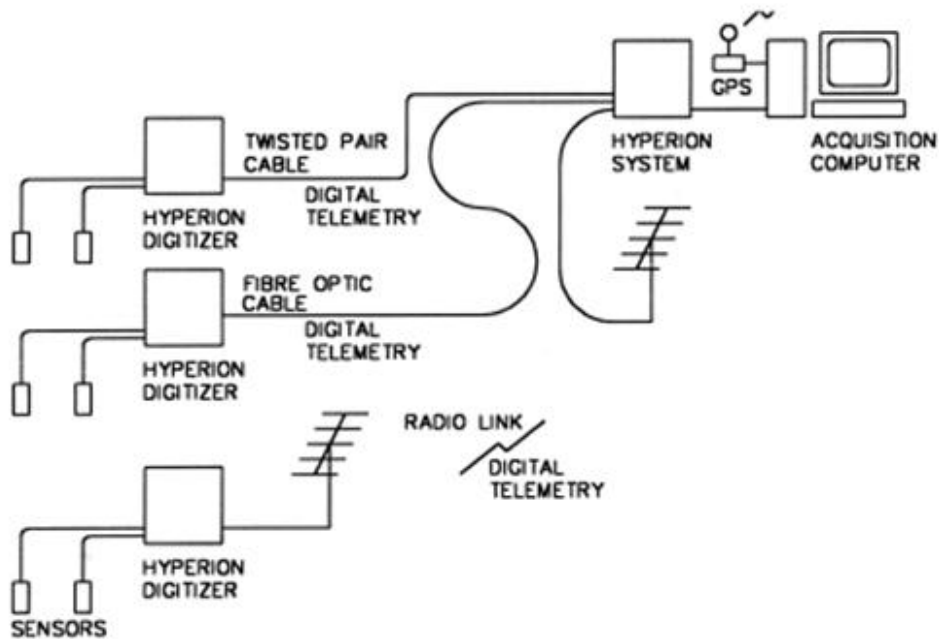 GPS
HYPERION
SYSTEM
ACQUISITION
COMPUTER
TWISTED PAIR
CABLE
DIGITAL
TELEMETRY
HYPERION
DIGITIZER
FIBRE OPTIC
CABLE
DIGITAL
TELEMETRY
HYPERION
DIGITIZER
RADIO LINK
DIGITAL
TELEMETRY
HYPERION
DIGITIZER
SENSORS